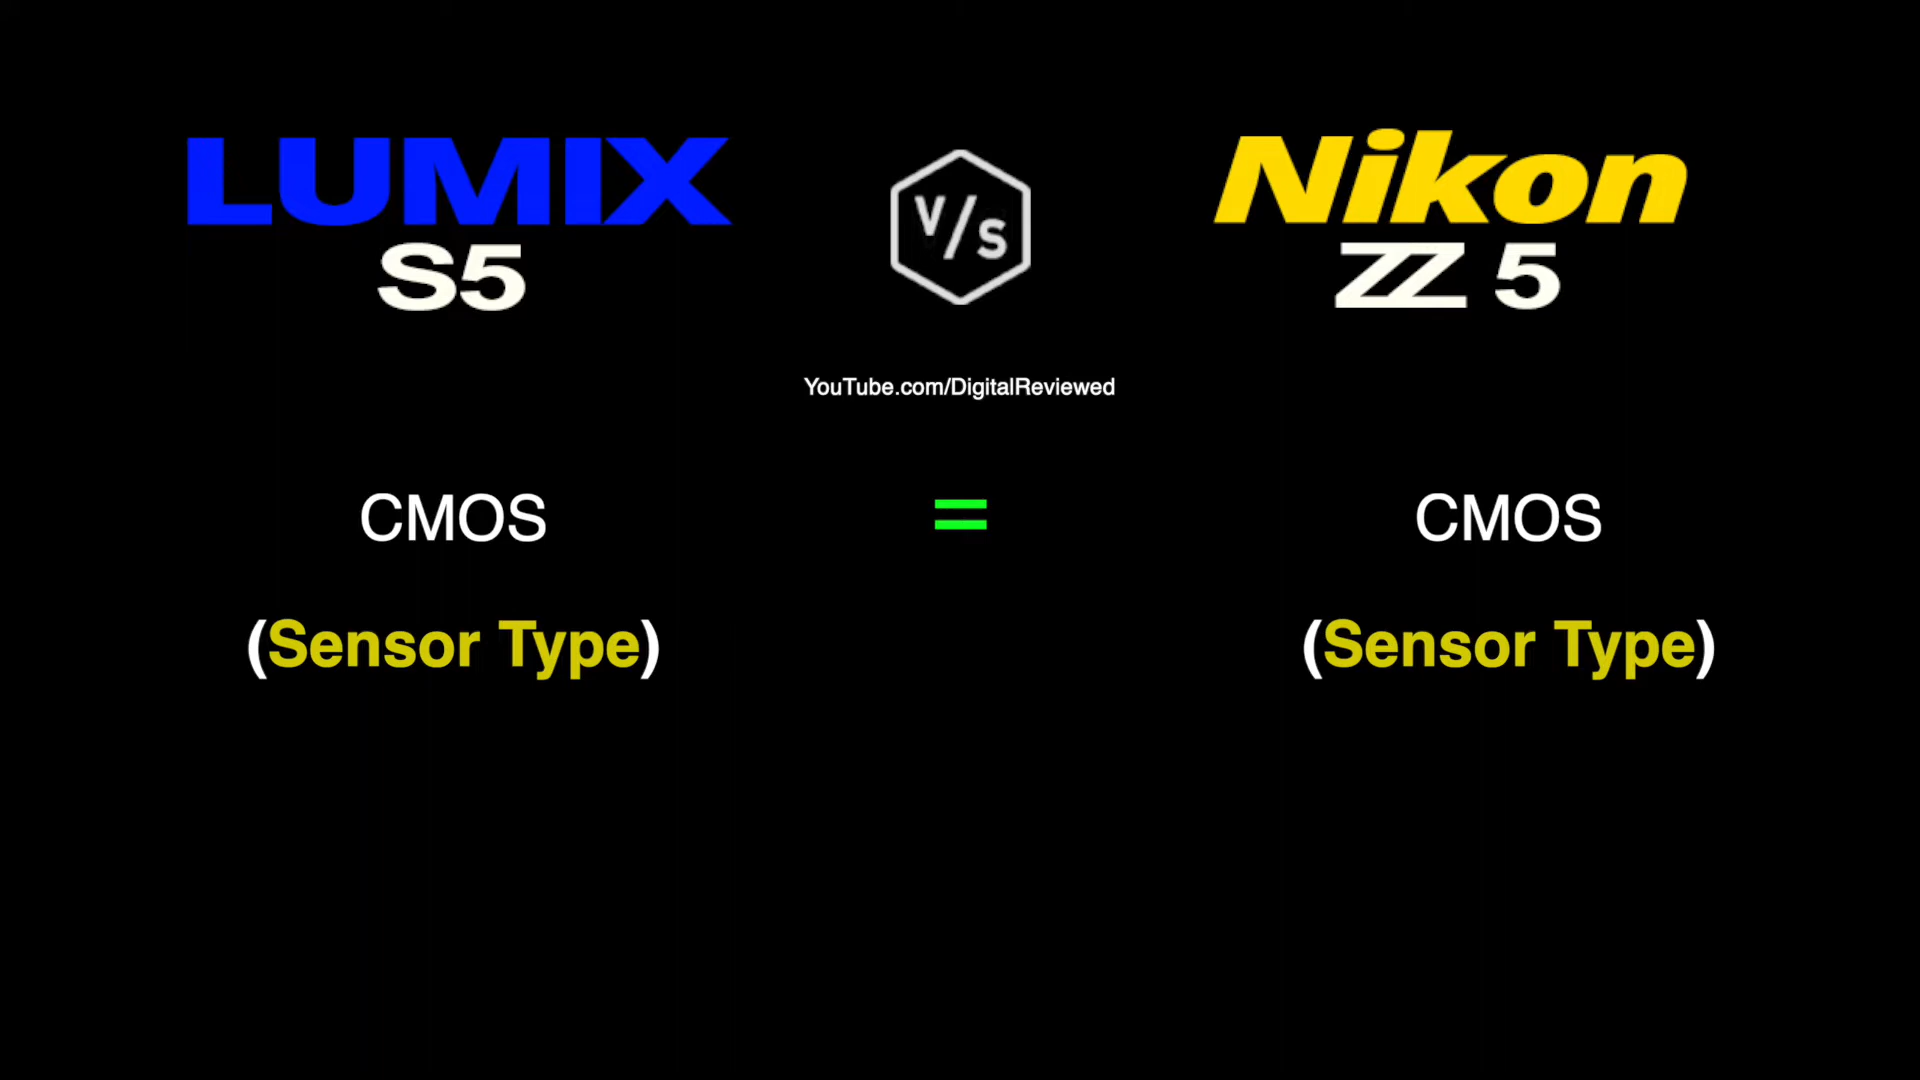 LUMIX
S5
V/S
Nikon
Z 5
YouTube.com/DigitalReviewed
CMOS
=
CMOS
(Sensor Type)
(Sensor Type)